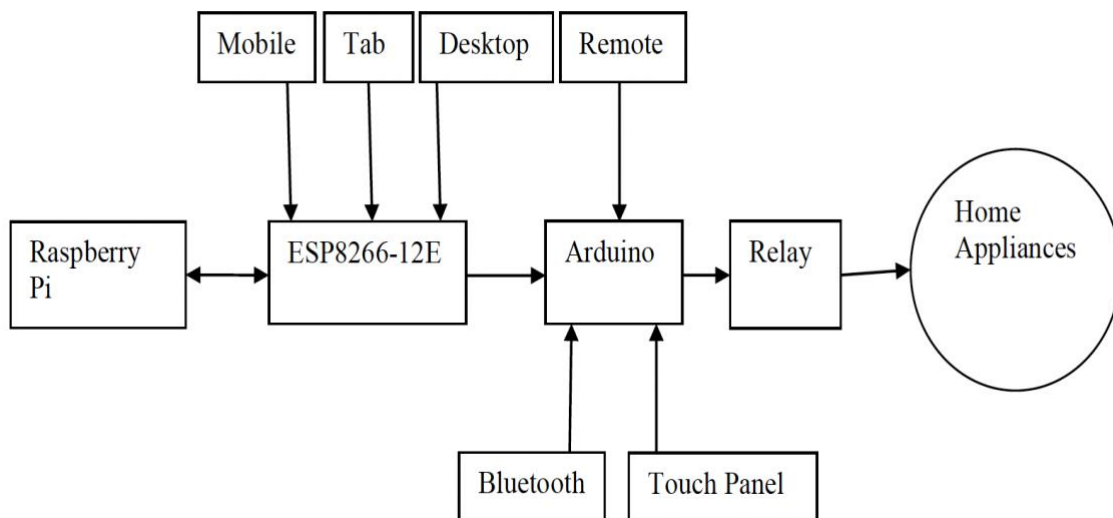 Mobile
Tab
Desktop
Remote
Raspberry
Pi
ESP8266-12E
Arduino
Relay
Home
Appliances
Bluetooth
Touch Panel